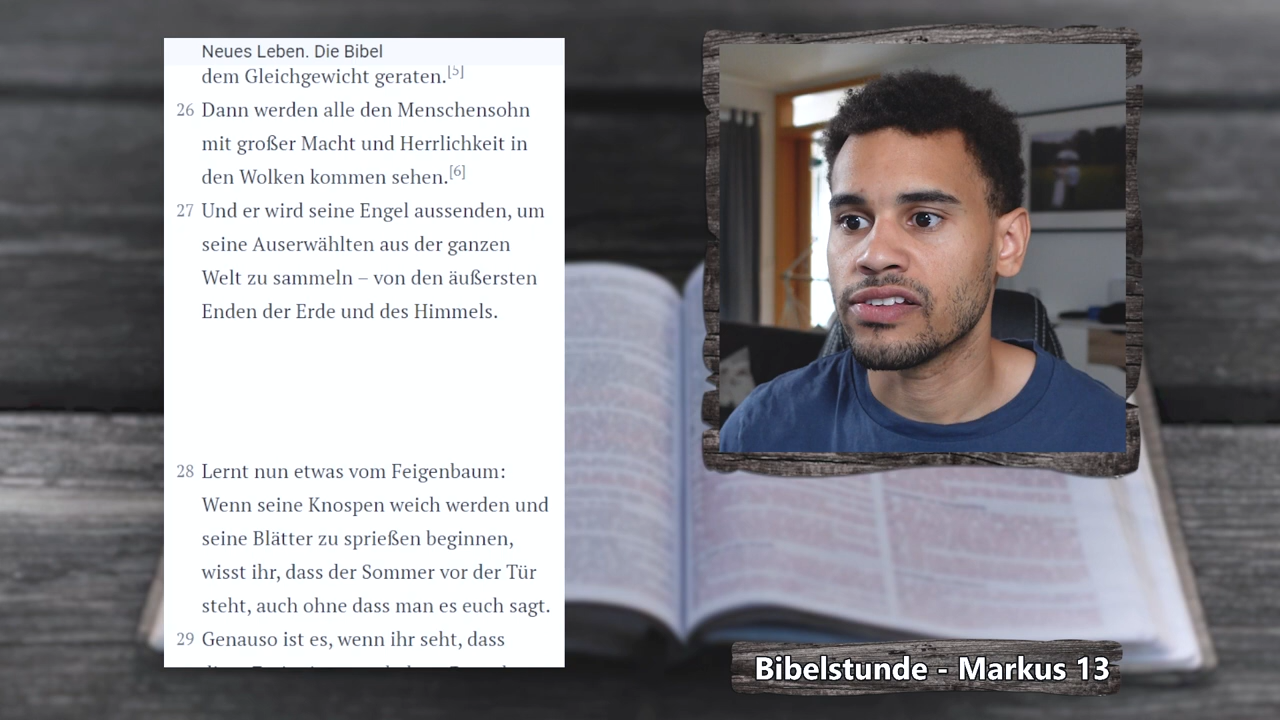 Neues Leben. Die Bibel
dem Gleichgewicht geraten.[5]
26 Dann werden alle den Menschensohn
mit großer Macht und Herrlichkeit in
den Wolken kommen sehen.[6]
27 Und er wird seine Engel aussenden, um
seine Auserwählten aus der ganzen
Welt zu sammeln – von den äußersten
Enden der Erde und des Himmels.
28 Lernt nun etwas vom Feigenbaum:
Wenn seine Knospen weich werden und
seine Blätter zu sprießen beginnen,
wisst ihr, dass der Sommer vor der Tür
steht, auch ohne dass man es euch sagt.
29 Genauso ist es, wenn ihr seht, dass
Bibelstunde - Markus 13